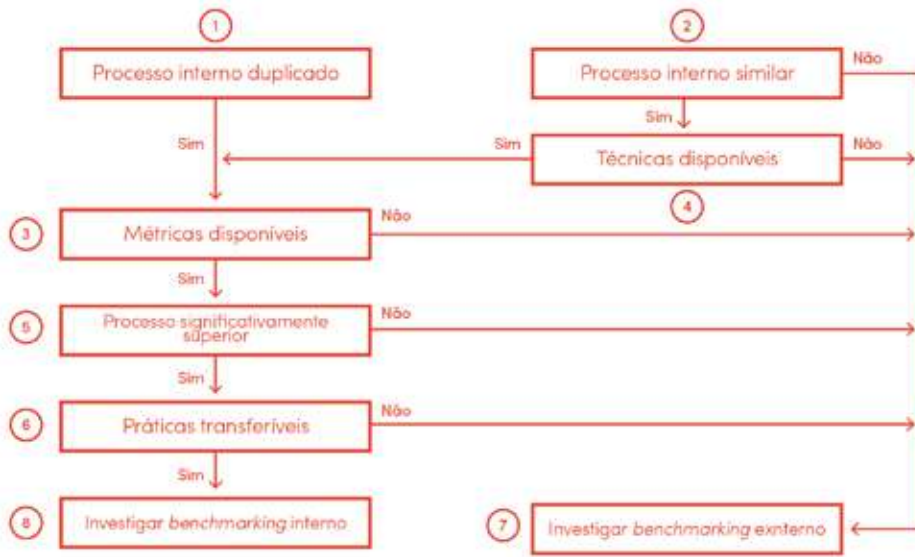 1
2
Processo interno duplicado
Processo interno similar
Não
Sim
Sim
Sim
Técnicas disponíveis
Não
4
3
Métricas disponíveis
Não
Sim
5
Processo significativamente
superior
Não
Sim
6
Práticas transferíveis
Não
Sim
8
Investigar benchmarking interno
7
Investigar benchmarking exnterno